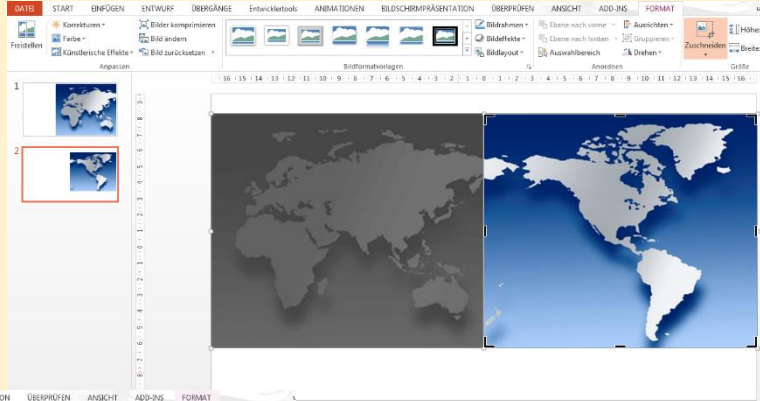 DATEI START EINFÜGEN ENTWURF ÜBERGÄNGE Entwicklertools ANIMATIONEN BILDSCHIRMPRÄSENTATION ÜBERPRÜFEN ANSICHT ADD-INS FORMAT
Freistellen
Korrekturen
Farbe
Künstlerische Effekte
Bilder komprimieren
Bild ändern
Bild zurücksetzen
Anpassen
Bildformatvorlagen
Bildrahmen
Bildeffekte
Bildlayout
Ebene nach vorne
Ebene nach hinten
Auswahlbereich
Ausrichten
Gruppieren
Drehen
Anordnen
Zuschneiden
Höhe:
Breite:
Größe
16 15 14 13 12 11 10 9 8 7 6 5 4 3 2 1 0 1 2 3 4 5 6 7 8 9 10 11 12 13 14 15 16
1
2
ON ÜBERPRÜFEN ANSICHT ADD-INS FORMAT